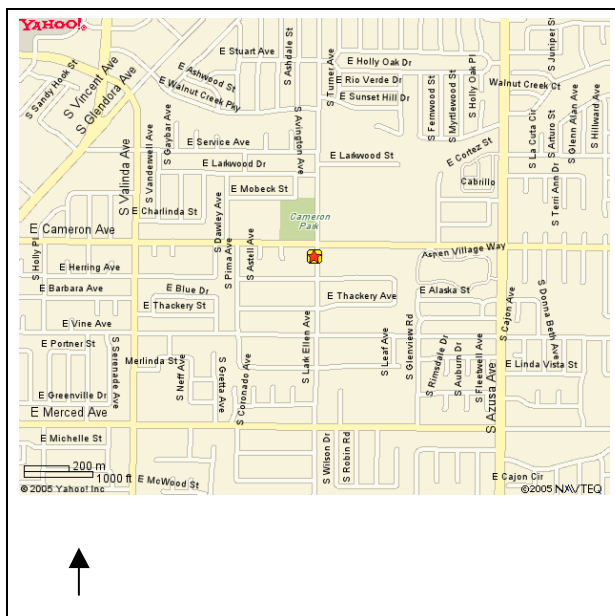 YAHOO!
E Stuart Ave
S Ashdale St
S Turner Ave
E Holly Oak Dr
S Juniper S
S Sandy Hook St
S Vincent Ave
S Glendora Ave
E Ashwood St
E Walnut Creek Pky
E Rio Verde Dr
E Sunset Hill Dr
S Fernwood St
S Myrtlewood St
S Holly Oak Pl
Walnut Creek Ct
S La Cuta Cir
S Arturo St
S Glenn Alan Ave
S Hillward Ave
S Valinda Ave
S Vanderwell Ave
S Gaybar Ave
E Service Ave
S Avington Ave
E Larkwood Dr
E Larkwood St
E Cortez St
Cabrillo
E Mobeck St
S Terri Ann Dr
E Charlinda St
S Dawley Ave
Cameron
Park
E Cameron Ave
S Holly Pl
S Pima Ave
S Astell Ave
Aspen Village Way
E Herring Ave
E Barbara Ave
E Blue Dr
E Thackery St
E Thackery Ave
E Alaska St
S Cajon Ave
S Donna Beth Ave
E Vine Ave
E Portner St
S Serenade Ave
Merlinda St
S Neff Ave
S Gretta Ave
S Coronado Ave
S Lark Ellen Ave
S Leaf Ave
S Glenview Rd
S Rimsdale Dr
S Auburn Dr
S Fleetwell Ave
E Linda Vista St
E Greenville Dr
E Merced Ave
S Azusa Ave
E Michelle St
S Wilson Dr
S Robin Rd
E McWood St
E Cajon Cir
200 m
1000 ft
©2005 Yahoo! Inc
©2005 NAVTEQ